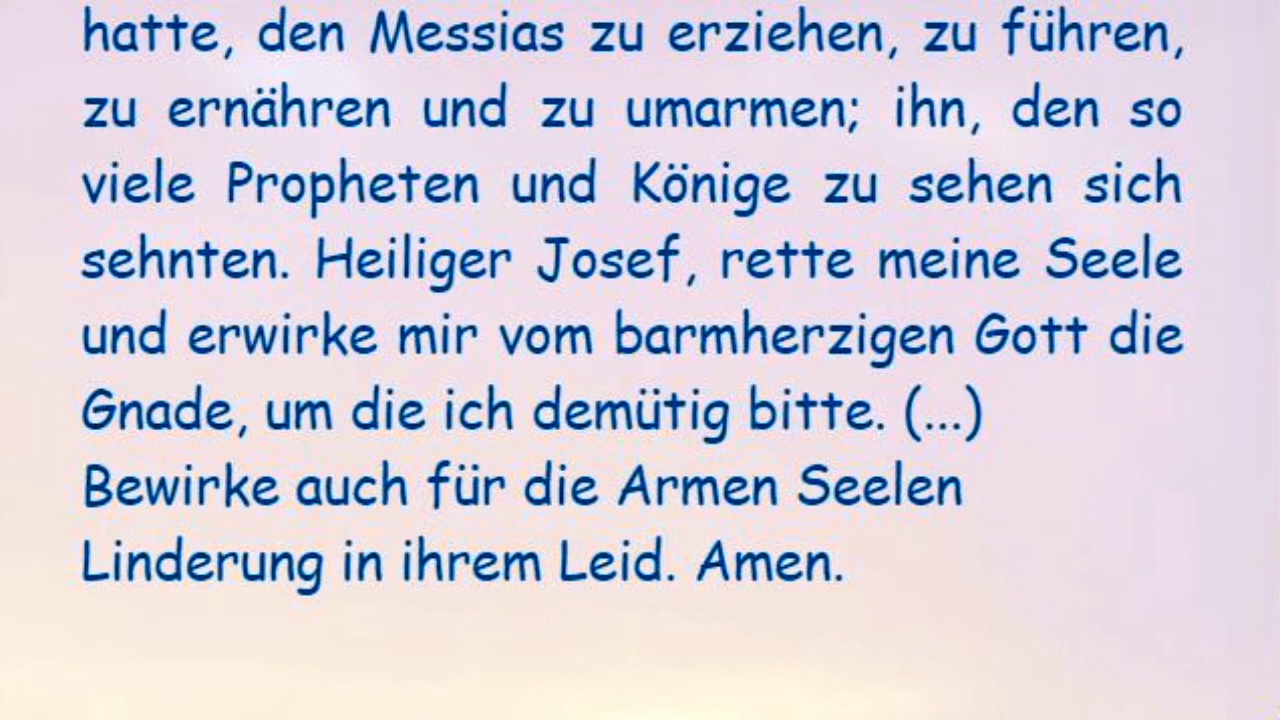 hatte, den Messias zu erziehen, zu führen,
zu ernähren und zu umarmen; ihn, den so
viele Propheten und Könige zu sehen sich
sehnten. Heiliger Josef, rette meine Seele
und erwirke mir vom barmherzigen Gott die
Gnade, um die ich demütig bitte. (...)
Bewirke auch für die Armen Seelen
Linderung in ihrem Leid. Amen.